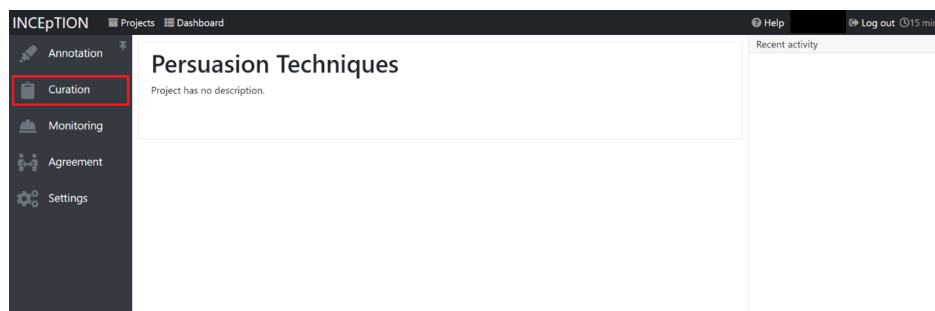 INCEpTION Projects Dashboard Help Log out 15 min
Annotation
Curation
Monitoring
Agreement
Settings
Persuasion Techniques
Project has no description.
Recent activity